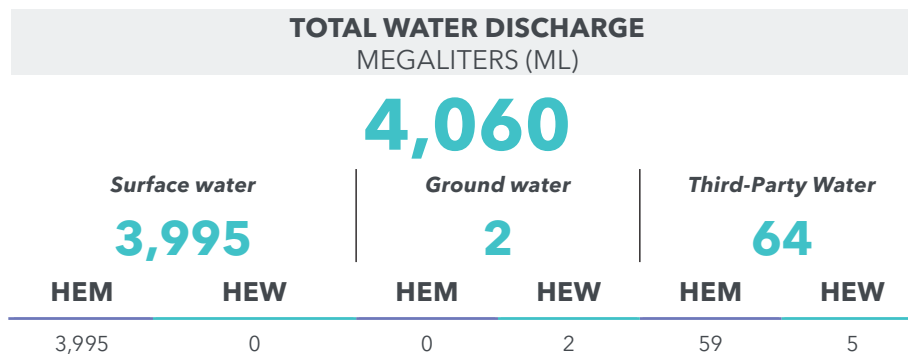 TOTAL WATER DISCHARGE
MEGALITERS (ML)
4,060
Surface water Ground water Third-Party Water
3,995 2 64
HEM HEW HEM HEW HEM HEW
3,995 0 0 2 59 5